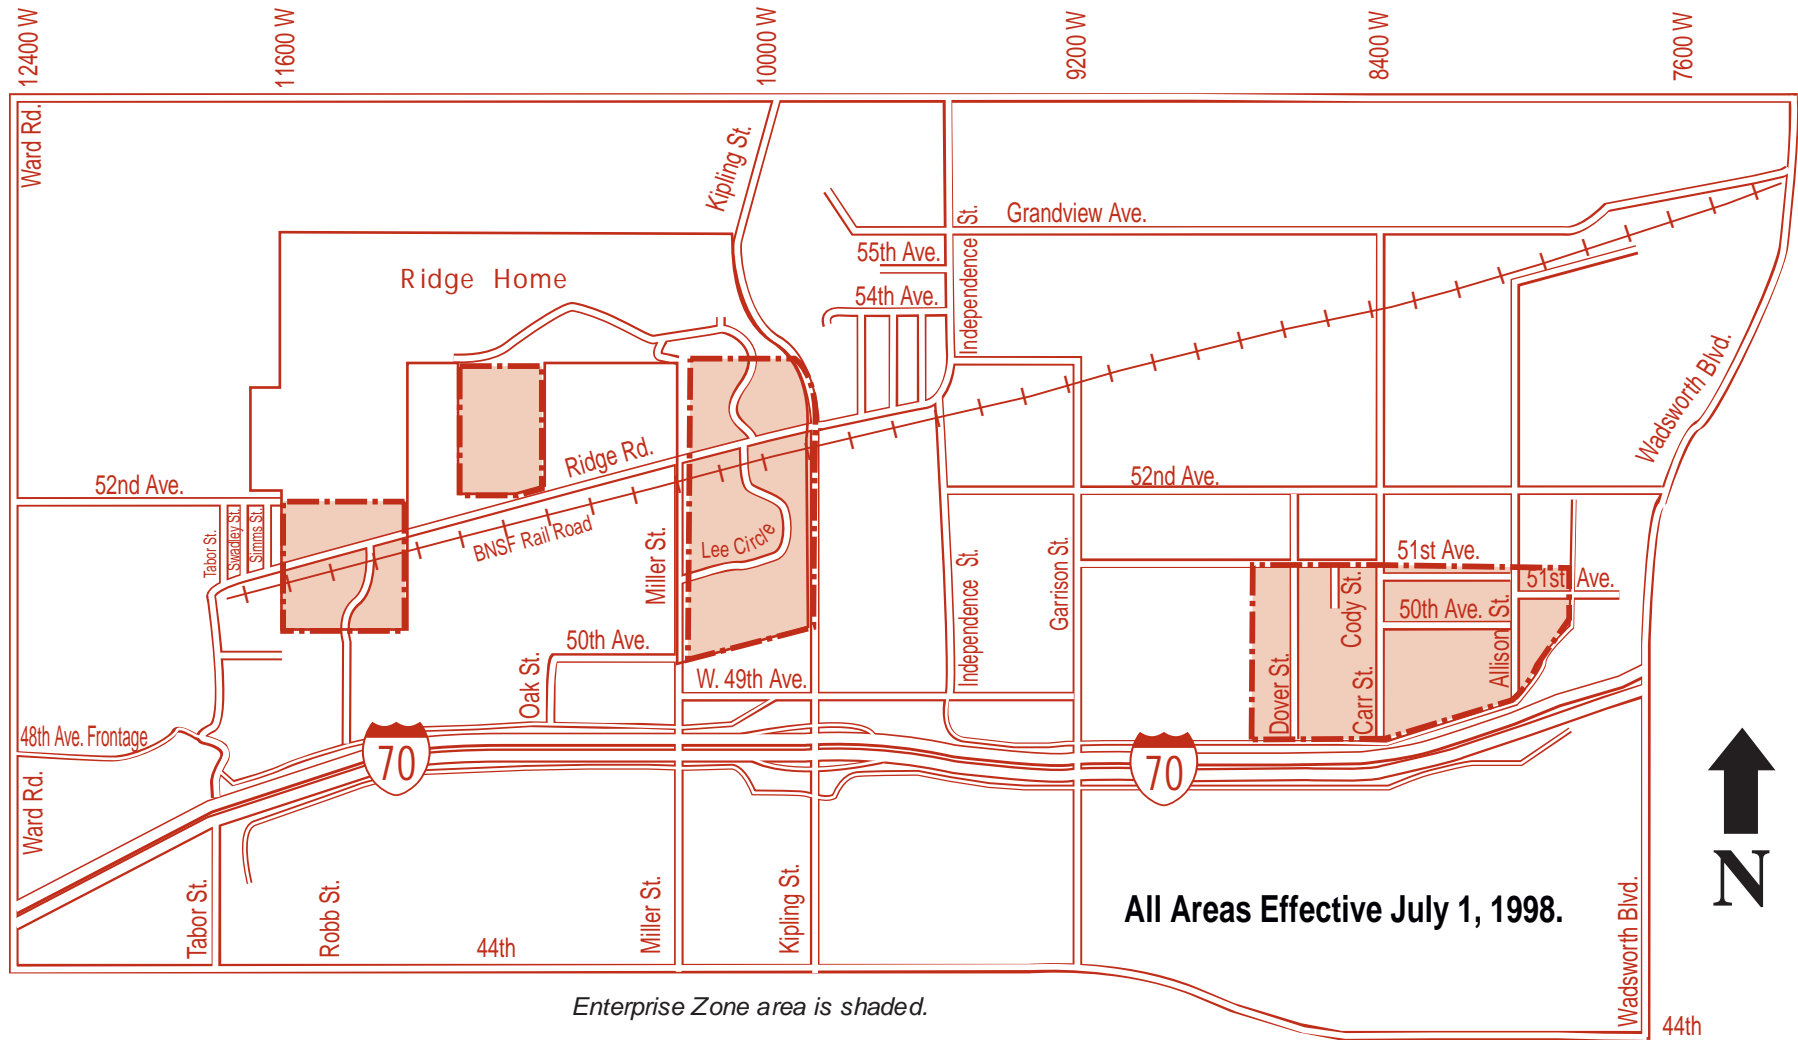 12400 W
11600 W
10000 W
9200 W
8400 W
7600 W
Ward Rd.
Kipling St.
Independence St.
Grandview Ave.
55th Ave.
54th Ave.
Ridge Home
Wadsworth Blvd.
Ridge Rd.
52nd Ave.
52nd Ave.
Tabor St.
Swadley St.
Simms St.
BNSF Rail Road
Miller St.
Lee Circle
Independence St.
Garrison St.
51st Ave.
51st Ave.
Cody St.
50th Ave.
Allison St.
50th Ave.
Oak St.
W. 49th Ave.
Dover St.
Carr St.
48th Ave. Frontage
70
70
Ward Rd.
N
Tabor St.
Robb St.
44th
Miller St.
Kipling St.
All Areas Effective July 1, 1998.
Wadsworth Blvd.
Enterprise Zone area is shaded.
44th